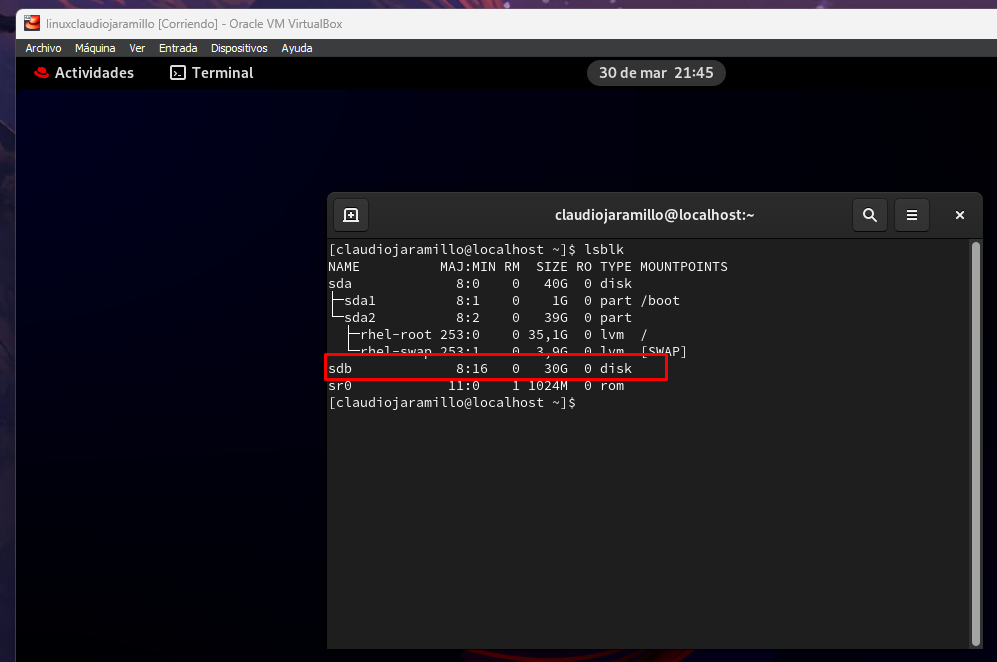 linuxclaudiojaramillo [Corriendo] - Oracle VM VirtualBox
Archivo Máquina Ver Entrada Dispositivos Ayuda
Actividades Terminal 30 de mar 21:45
claudiojaramillo@localhost:~
[claudiojaramillo@localhost ~]$ lsblk
NAME MAJ:MIN RM SIZE RO TYPE MOUNTPOINTS
sda 8:0 0 40G 0 disk
├─sda1 8:1 0 1G 0 part /boot
└─sda2 8:2 0 39G 0 part
├─rhel-root 253:0 0 35,1G 0 lvm /
└─rhel-swap 253:1 0 3,9G 0 lvm [SWAP]
sdb 8:16 0 30G 0 disk
sr0 11:0 1 1024M 0 rom
[claudiojaramillo@localhost ~]$